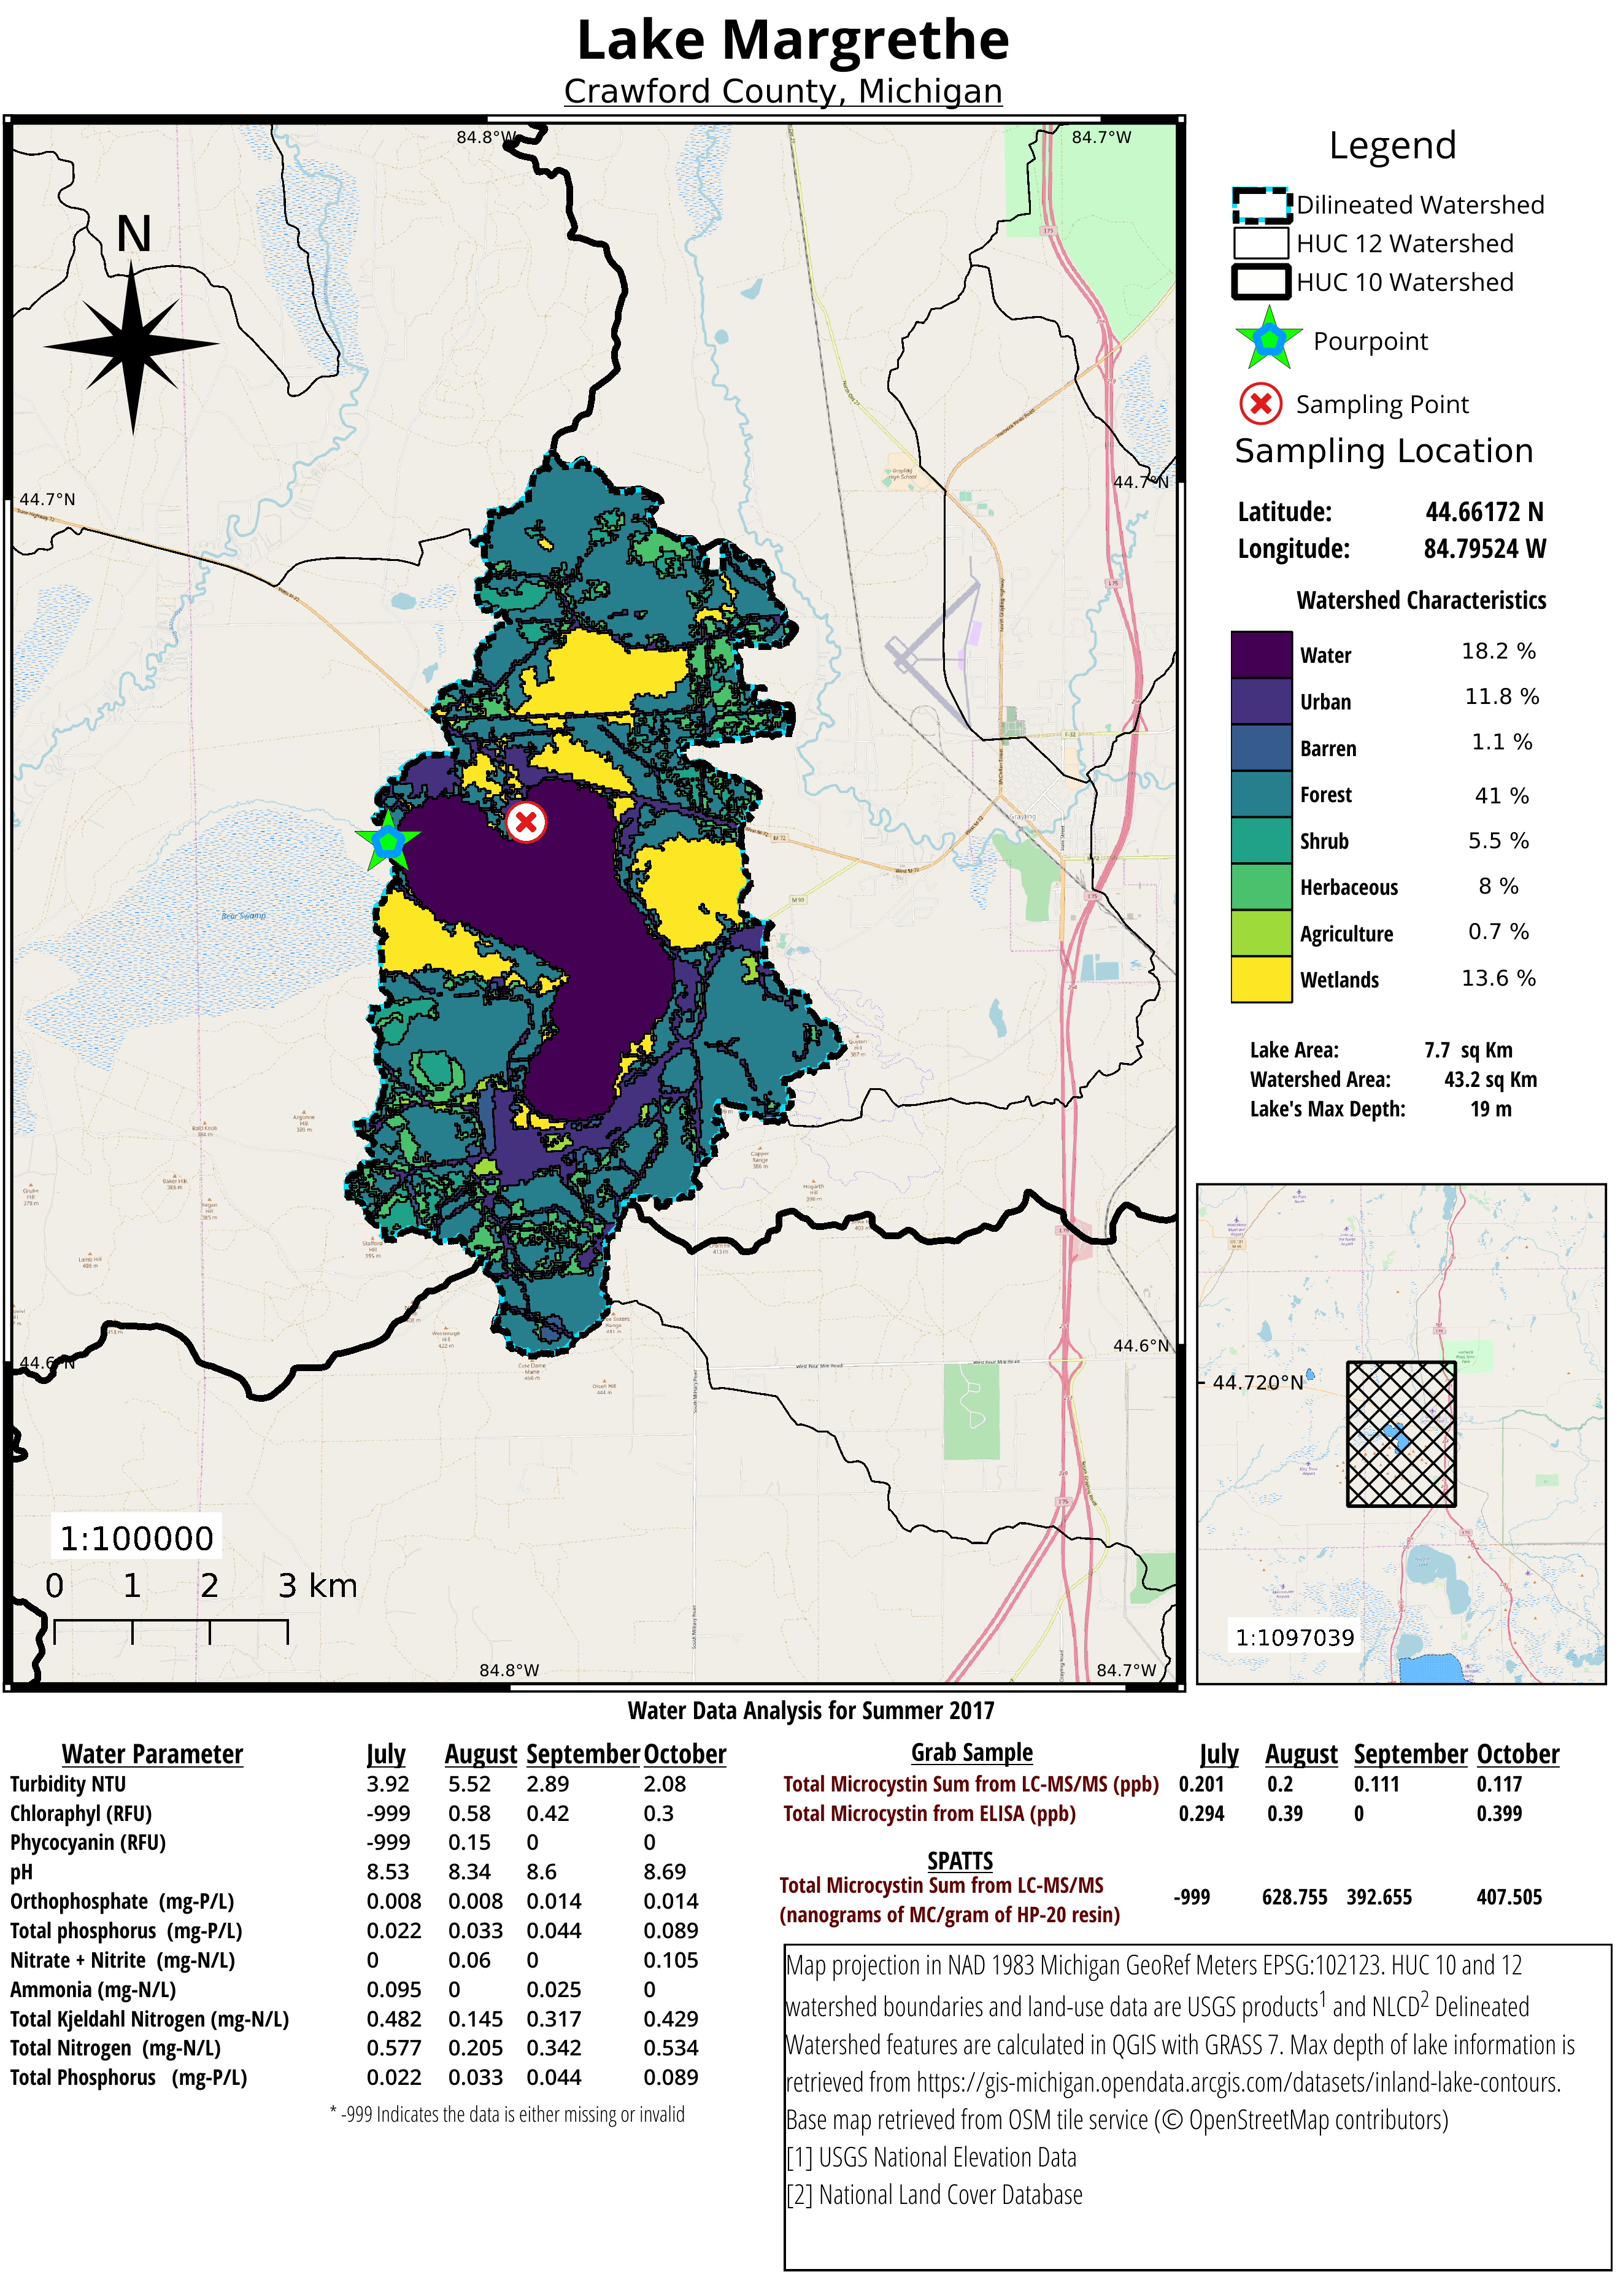 Lake Margrethe
Crawford County, Michigan
84.8°W
84.7°W
N
44.7°N
44.7°N
Bear Swamp
Grayling
M 93
I 75
F-32
44.6°N
44.6°N
1:100000
0 1 2 3 km
84.8°W
84.7°W
Legend
Dilineated Watershed
HUC 12 Watershed
HUC 10 Watershed
Pourpoint
Sampling Point
Sampling Location
Latitude: 44.66172 N
Longitude: 84.79524 W
Watershed Characteristics
Water 18.2 %
Urban 11.8 %
Barren 1.1 %
Forest 41 %
Shrub 5.5 %
Herbaceous 8 %
Agriculture 0.7 %
Wetlands 13.6 %
Lake Area: 7.7 sq Km
Watershed Area: 43.2 sq Km
Lake's Max Depth: 19 m
44.720°N
1:1097039
Water Data Analysis for Summer 2017
Water Parameter July August September October
Turbidity NTU 3.92 5.52 2.89 2.08
Chloraphyl (RFU) -999 0.58 0.42 0.3
Phycocyanin (RFU) -999 0.15 0 0
pH 8.53 8.34 8.6 8.69
Orthophosphate (mg-P/L) 0.008 0.008 0.014 0.014
Total phosphorus (mg-P/L) 0.022 0.033 0.044 0.089
Nitrate + Nitrite (mg-N/L) 0 0.06 0 0.105
Ammonia (mg-N/L) 0.095 0 0.025 0
Total Kjeldahl Nitrogen (mg-N/L) 0.482 0.145 0.317 0.429
Total Nitrogen (mg-N/L) 0.577 0.205 0.342 0.534
Total Phosphorus (mg-P/L) 0.022 0.033 0.044 0.089
* -999 Indicates the data is either missing or invalid
Grab Sample July August September October
Total Microcystin Sum from LC-MS/MS (ppb) 0.201 0.2 0.111 0.117
Total Microcystin from ELISA (ppb) 0.294 0.39 0 0.399
SPATTS
Total Microcystin Sum from LC-MS/MS
(nanograms of MC/gram of HP-20 resin) -999 628.755 392.655 407.505
Map projection in NAD 1983 Michigan GeoRef Meters EPSG:102123. HUC 10 and 12
watershed boundaries and land-use data are USGS products1 and NLCD2 Delineated
Watershed features are calculated in QGIS with GRASS 7. Max depth of lake information is
retrieved from https://gis-michigan.opendata.arcgis.com/datasets/inland-lake-contours.
Base map retrieved from OSM tile service (© OpenStreetMap contributors)
[1] USGS National Elevation Data
[2] National Land Cover Database